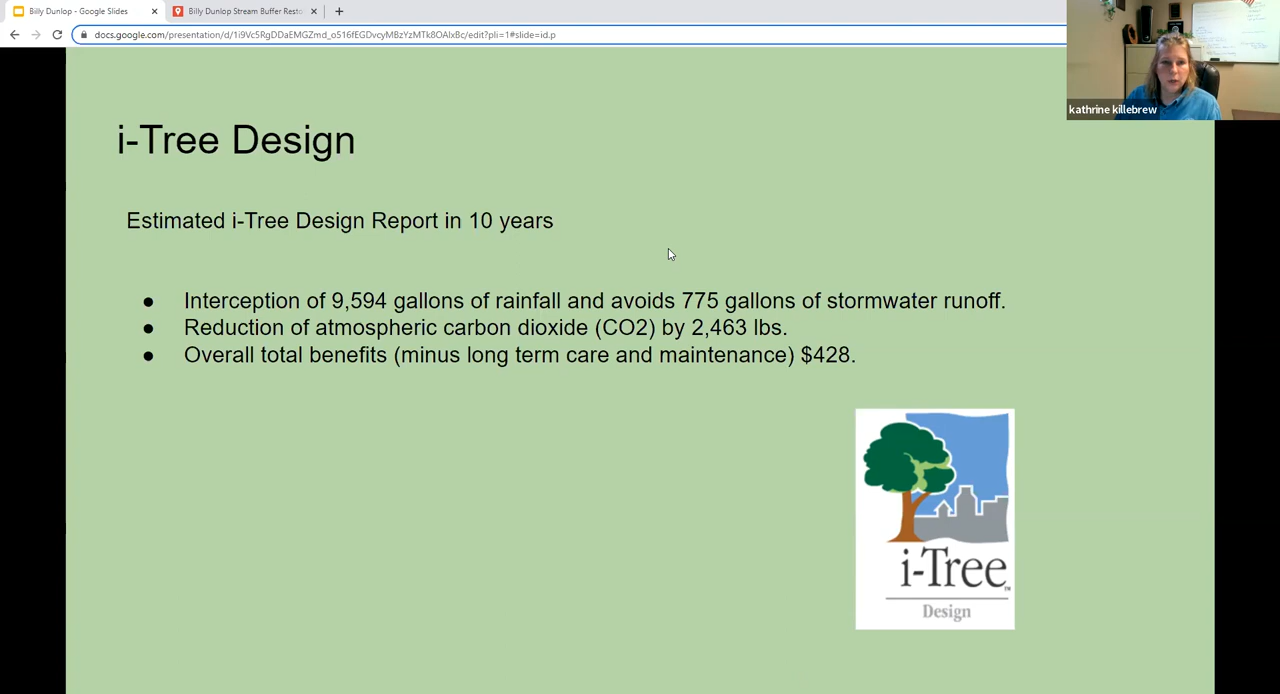 Billy Dunlop - Google Slides
Billy Dunlop Stream Buffer Resto
docs.google.com/presentation/d/1i9Vc5RgDDaEMGZmd_o516fEGDvcyMBzYzMTk8OAlxBc/edit?pli=1#slide=id.p
kathrine killebrew
i-Tree Design
Estimated i-Tree Design Report in 10 years
● Interception of 9,594 gallons of rainfall and avoids 775 gallons of stormwater runoff.
● Reduction of atmospheric carbon dioxide (CO2) by 2,463 lbs.
● Overall total benefits (minus long term care and maintenance) $428.
i-Tree™
Design